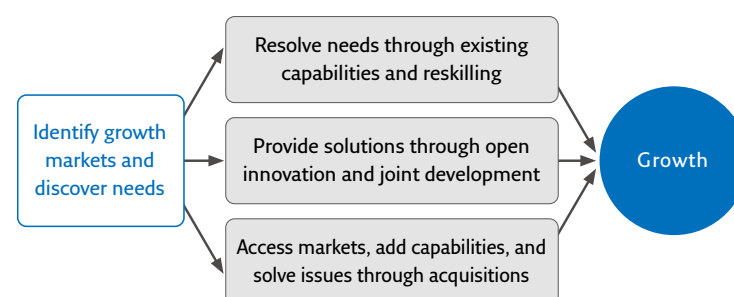 Identify growth
markets and
discover needs
Resolve needs through existing
capabilities and reskilling
Provide solutions through open
innovation and joint development
Access markets, add capabilities, and
solve issues through acquisitions
Growth